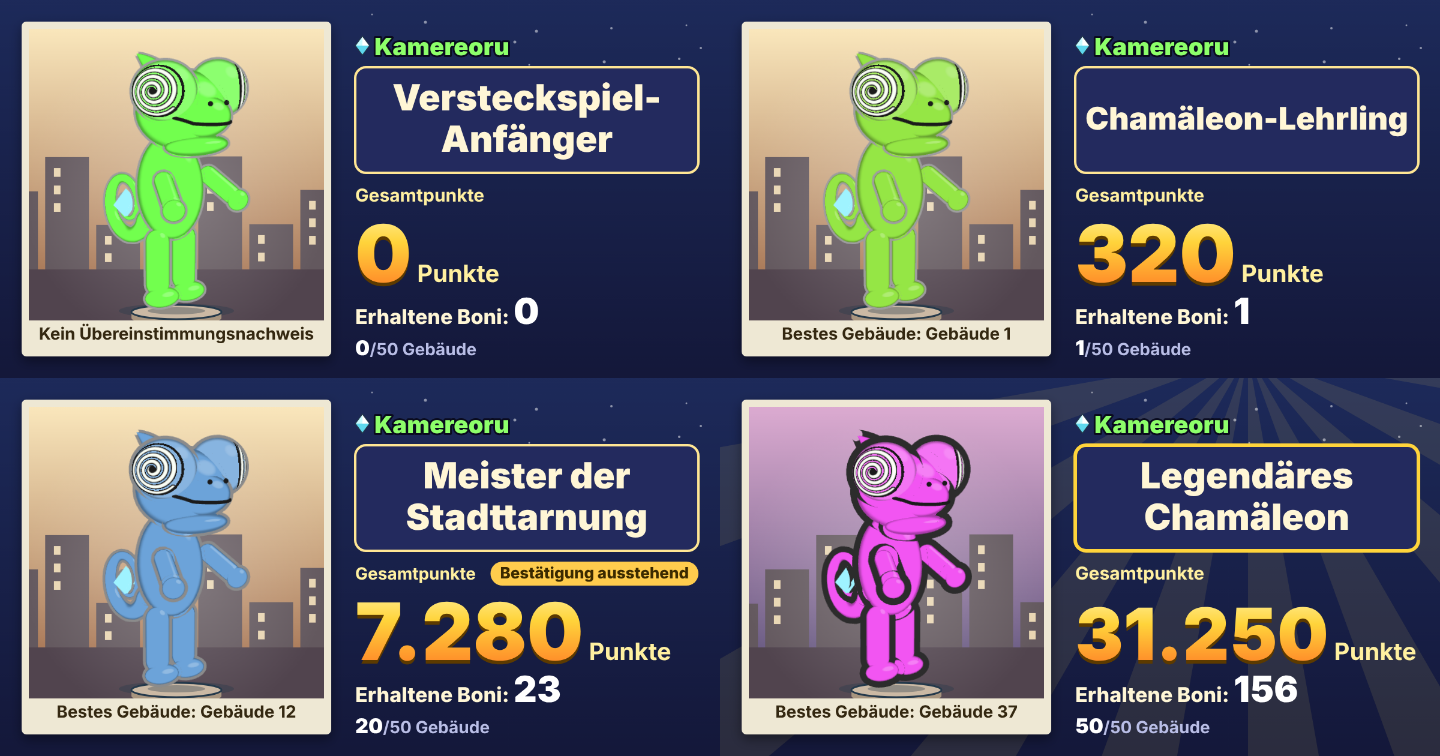 Kamereoru
Versteckspiel-
Anfänger
Gesamtpunkte
0 Punkte
Erhaltene Boni: 0
0/50 Gebäude
Kein Übereinstimmungsnachweis
Kamereoru
Chamäleon-Lehrling
Gesamtpunkte
320 Punkte
Erhaltene Boni: 1
1/50 Gebäude
Bestes Gebäude: Gebäude 1
Kamereoru
Meister der
Stadttarnung
Gesamtpunkte Bestätigung ausstehend
7.280 Punkte
Erhaltene Boni: 23
20/50 Gebäude
Bestes Gebäude: Gebäude 12
Kamereoru
Legendäres
Chamäleon
Gesamtpunkte
31.250 Punkte
Erhaltene Boni: 156
50/50 Gebäude
Bestes Gebäude: Gebäude 37